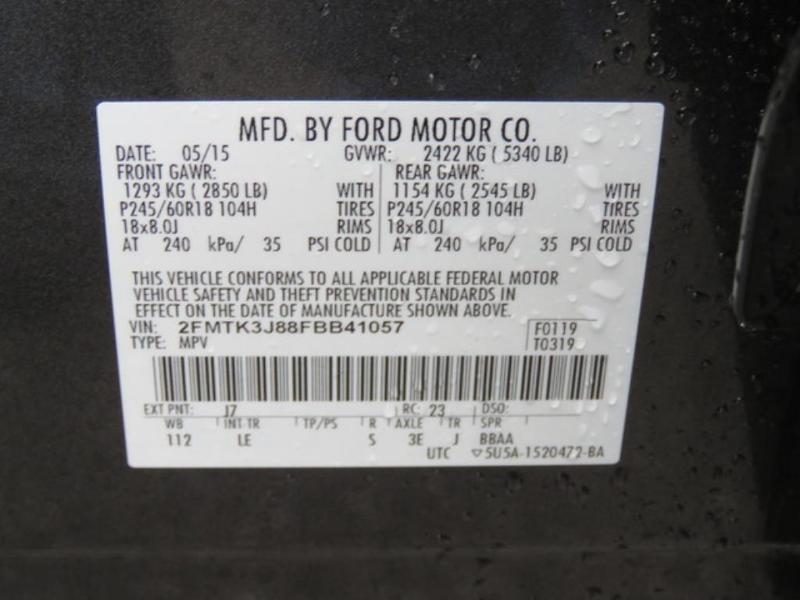 MFD. BY FORD MOTOR CO.
DATE: 05/15 GVWR: 2422 KG ( 5340 LB)
FRONT GAWR: REAR GAWR:
1293 KG ( 2850 LB) WITH 1154 KG ( 2545 LB) WITH
P245/60R18 104H TIRES P245/60R18 104H TIRES
18x8.0J RIMS 18x8.0J RIMS
AT 240 kPa/ 35 PSI COLD AT 240 kPa/ 35 PSI COLD
THIS VEHICLE CONFORMS TO ALL APPLICABLE FEDERAL MOTOR
VEHICLE SAFETY AND THEFT PREVENTION STANDARDS IN
EFFECT ON THE DATE OF MANUFACTURE SHOWN ABOVE.
VIN: 2FMTK3J88FBB41057 F0119
TYPE: MPV T0319
EXT PNT: J7 RC: 23 DSO:
WB INT TR TP/PS R AXLE TR SPR
112 LE S 3E J BBAA
UTC ▽5U5A-1520472-BA